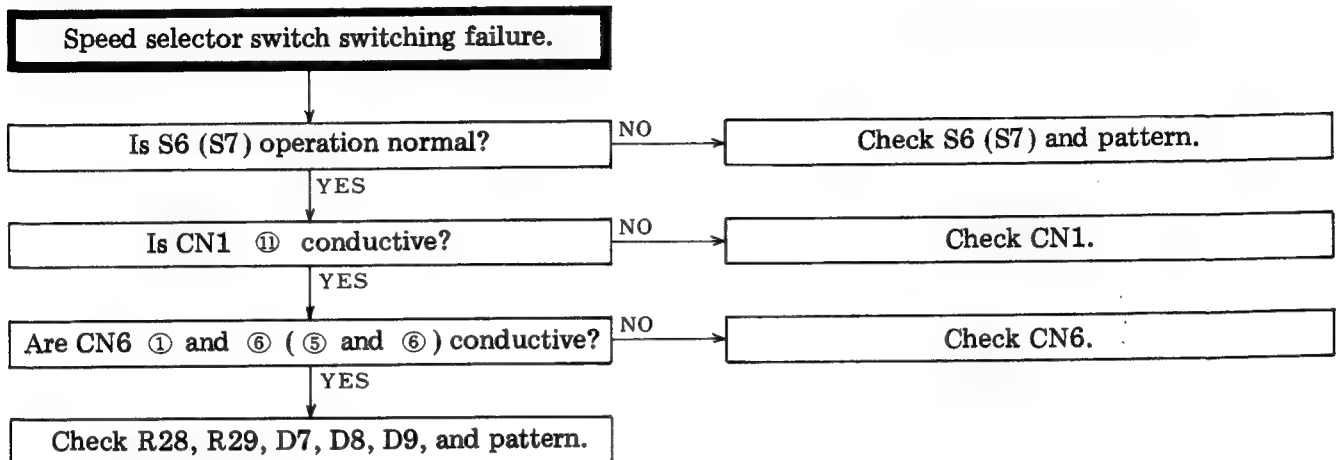 Speed selector switch switching failure.
Is S6 (S7) operation normal?
NO
Check S6 (S7) and pattern.
YES
Is CN1 ⑪ conductive?
NO
Check CN1.
YES
Are CN6 ① and ⑥ ( ⑤ and ⑥ ) conductive?
NO
Check CN6.
YES
Check R28, R29, D7, D8, D9, and pattern.